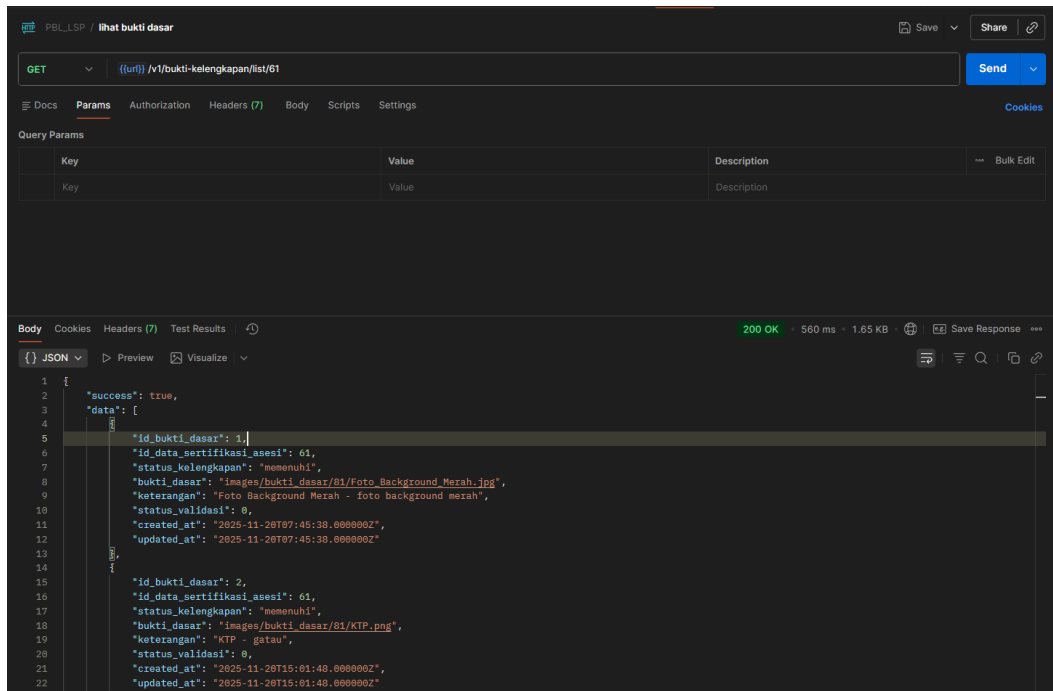 HTTP PBL_LSP / lihat bukti dasar Save Share
GET {{url}} /v1/bukti-kelengkapan/list/61 Send
Docs Params Authorization Headers (7) Body Scripts Settings Cookies
Query Params
Key Value Description Bulk Edit
Key Value Description
Body Cookies Headers (7) Test Results 200 OK 560 ms 1.65 KB e.g. Save Response
{} JSON Preview Visualize
1 {
2 "success": true,
3 "data": [
4 {
5 "id_bukti_dasar": 1,
6 "id_data_sertifikasi_asesi": 61,
7 "status_kelengkapan": "memenuhi",
8 "bukti_dasar": "images/bukti_dasar/81/Foto_Background_Merah.jpg",
9 "keterangan": "Foto Background Merah - foto background merah",
10 "status_validasi": 0,
11 "created_at": "2025-11-20T07:45:38.000000Z",
12 "updated_at": "2025-11-20T07:45:38.000000Z"
13 },
14 {
15 "id_bukti_dasar": 2,
16 "id_data_sertifikasi_asesi": 61,
17 "status_kelengkapan": "memenuhi",
18 "bukti_dasar": "images/bukti_dasar/81/KTP.png",
19 "keterangan": "KTP - gatau",
20 "status_validasi": 0,
21 "created_at": "2025-11-20T15:01:48.000000Z",
22 "updated_at": "2025-11-20T15:01:48.000000Z"